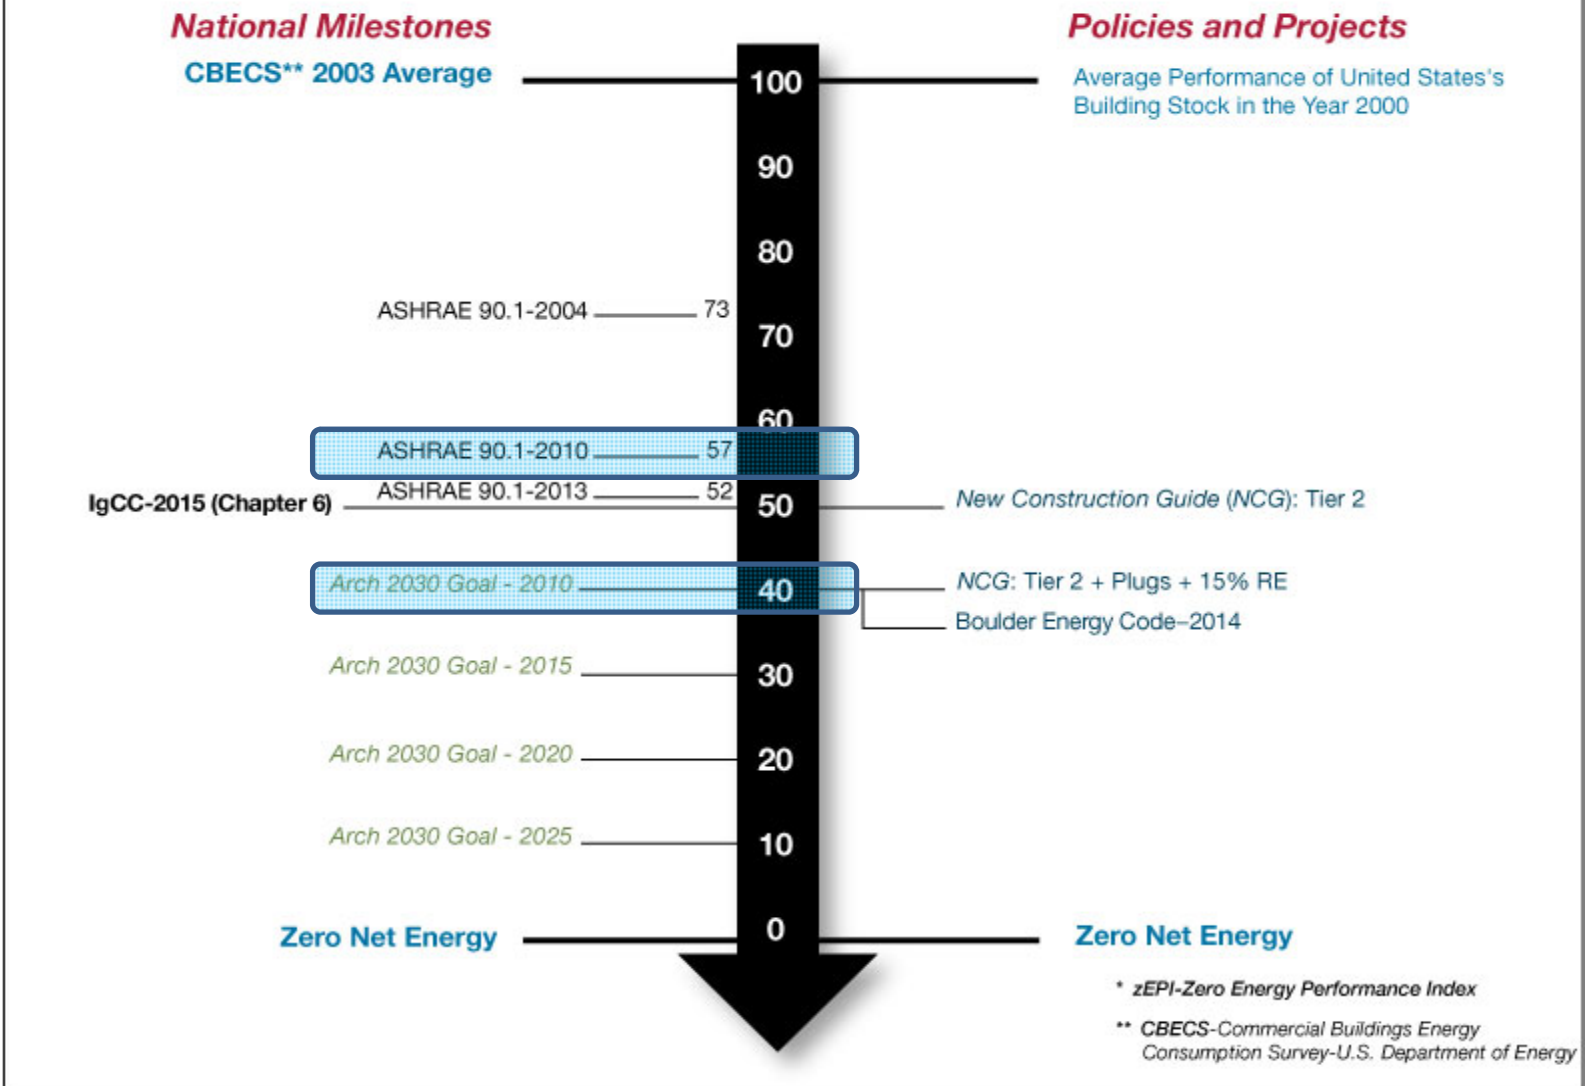 National Milestones
Policies and Projects
CBECS** 2003 Average
100
Average Performance of United States's
Building Stock in the Year 2000
90
80
ASHRAE 90.1-2004 73
70
60
ASHRAE 90.1-2010 57
ASHRAE 90.1-2013 52
IgCC-2015 (Chapter 6)
50
New Construction Guide (NCG): Tier 2
Arch 2030 Goal - 2010
40
NCG: Tier 2 + Plugs + 15% RE
Boulder Energy Code–2014
Arch 2030 Goal - 2015
30
Arch 2030 Goal - 2020
20
Arch 2030 Goal - 2025
10
0
Zero Net Energy
Zero Net Energy
* zEPI-Zero Energy Performance Index
** CBECS-Commercial Buildings Energy
Consumption Survey-U.S. Department of Energy